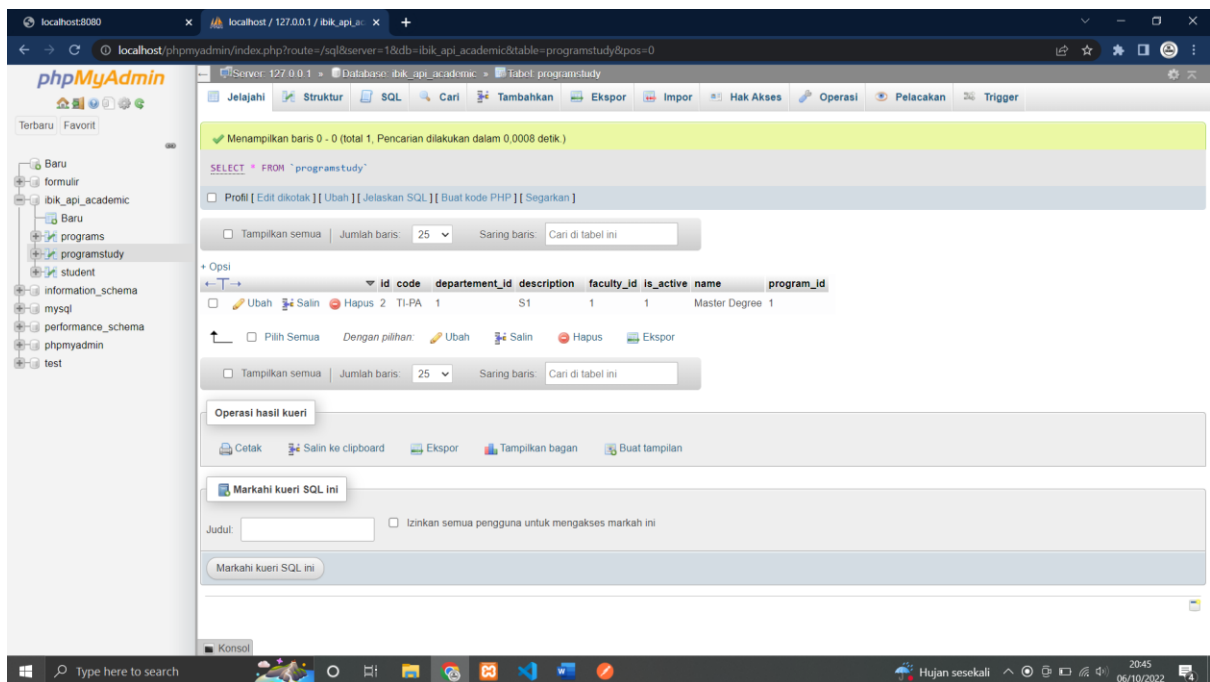 localhost:8080
localhost / 127.0.0.1 / ibik_api_ac
localhost/phpmyadmin/index.php?route=/sql&server=1&db=ibik_api_academic&table=programstudy&pos=0
phpMyAdmin
Terbaru Favorit
Baru
formulir
ibik_api_academic
Baru
programs
programstudy
student
information_schema
mysql
performance_schema
phpmyadmin
test
Server: 127.0.0.1 » Database: ibik_api_academic » Tabel: programstudy
Jelajahi Struktur SQL Cari Tambahkan Ekspor Impor Hak Akses Operasi Pelacakan Trigger
Menampilkan baris 0 - 0 (total 1, Pencarian dilakukan dalam 0,0008 detik.)
SELECT * FROM `programstudy`
Profil [ Edit dikotak ] [ Ubah ] [ Jelaskan SQL ] [ Buat kode PHP ] [ Segarkan ]
Tampilkan semua | Jumlah baris: 25 Saring baris: Cari di tabel ini
+ Opsi
←T→ id code departement_id description faculty_id is_active name program_id
Ubah Salin Hapus 2 TI-PA 1 S1 1 1 Master Degree 1
Pilih Semua Dengan pilihan: Ubah Salin Hapus Ekspor
Tampilkan semua | Jumlah baris: 25 Saring baris: Cari di tabel ini
Operasi hasil kueri
Cetak Salin ke clipboard Ekspor Tampilkan bagan Buat tampilan
Markahi kueri SQL ini
Judul: Izinkan semua pengguna untuk mengakses markah ini
Markahi kueri SQL ini
Konsol
Type here to search
Hujan sesekali
20:45
06/10/2022